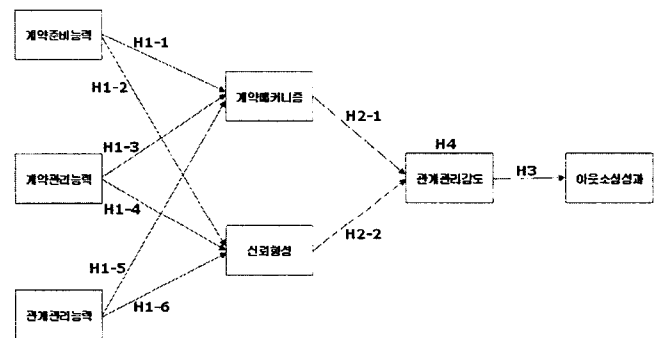 계약준비능력
H1-1
H1-2
계약메커니즘
H2-1
H1-3
H4
계약관리능력
관계관리강도
H3
아웃소싱성과
H1-4
신뢰형성
H2-2
H1-5
H1-6
관계관리능력